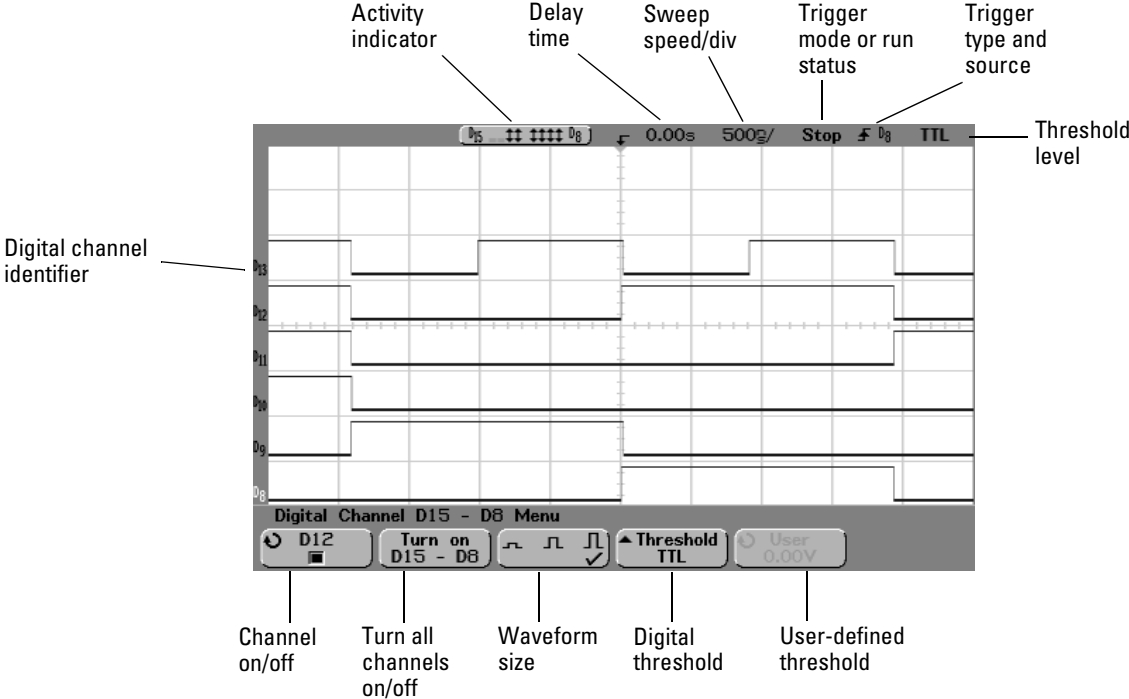 Activity
indicator
Delay
time
Sweep
speed/div
Trigger
mode or run
status
Trigger
type and
source
D15 D8 0.00s 500 / Stop D8 TTL
Threshold
level
Digital channel
identifier
D13
D12
D11
D10
D9
D8
Digital Channel D15 - D8 Menu
D12
Turn on
D15 - D8
Threshold
TTL
User
0.00V
Channel
on/off
Turn all
channels
on/off
Waveform
size
Digital
threshold
User-defined
threshold